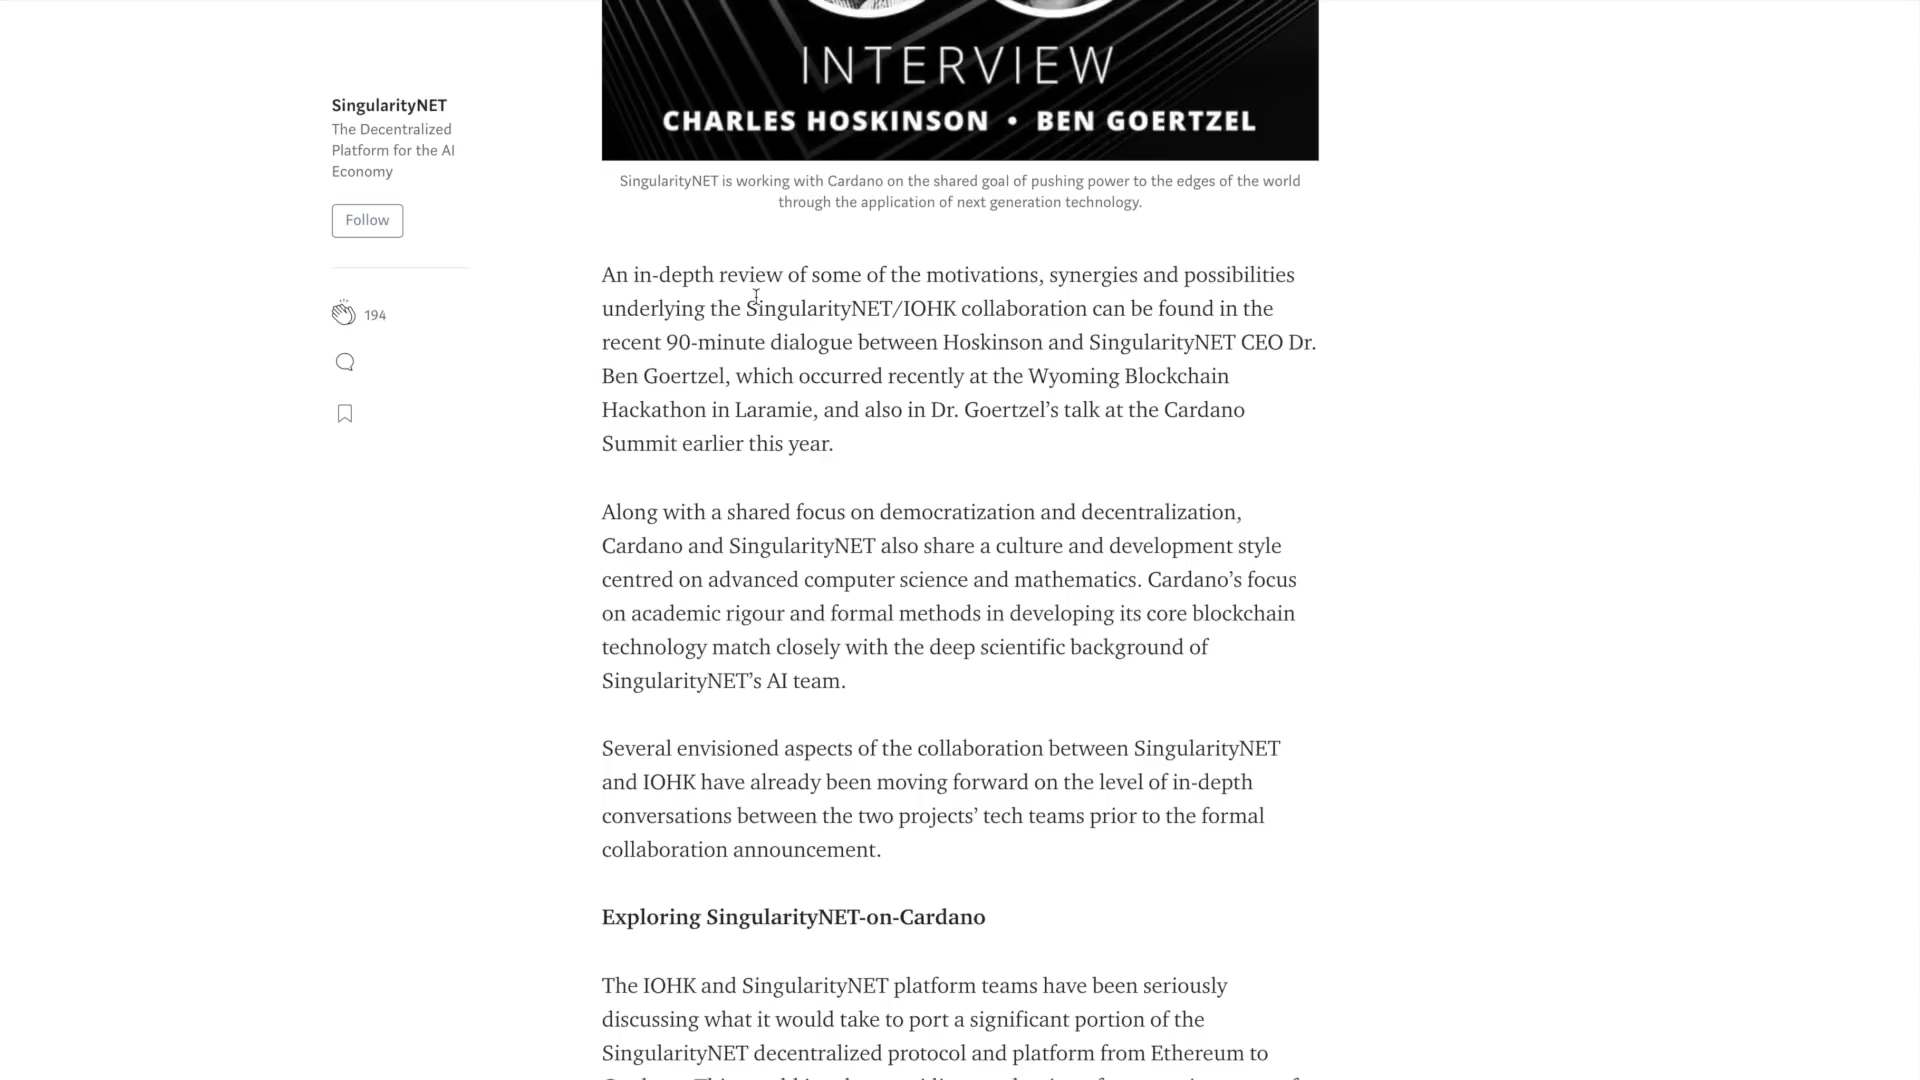 INTERVIEW
CHARLES HOSKINSON • BEN GOERTZEL
SingularityNET
The Decentralized
Platform for the AI
Economy
Follow
194
SingularityNET is working with Cardano on the shared goal of pushing power to the edges of the world
through the application of next generation technology.
An in-depth review of some of the motivations, synergies and possibilities
underlying the SingularityNET/IOHK collaboration can be found in the
recent 90-minute dialogue between Hoskinson and SingularityNET CEO Dr.
Ben Goertzel, which occurred recently at the Wyoming Blockchain
Hackathon in Laramie, and also in Dr. Goertzel’s talk at the Cardano
Summit earlier this year.
Along with a shared focus on democratization and decentralization,
Cardano and SingularityNET also share a culture and development style
centred on advanced computer science and mathematics. Cardano’s focus
on academic rigour and formal methods in developing its core blockchain
technology match closely with the deep scientific background of
SingularityNET’s AI team.
Several envisioned aspects of the collaboration between SingularityNET
and IOHK have already been moving forward on the level of in-depth
conversations between the two projects’ tech teams prior to the formal
collaboration announcement.
Exploring SingularityNET-on-Cardano
The IOHK and SingularityNET platform teams have been seriously
discussing what it would take to port a significant portion of the
SingularityNET decentralized protocol and platform from Ethereum to